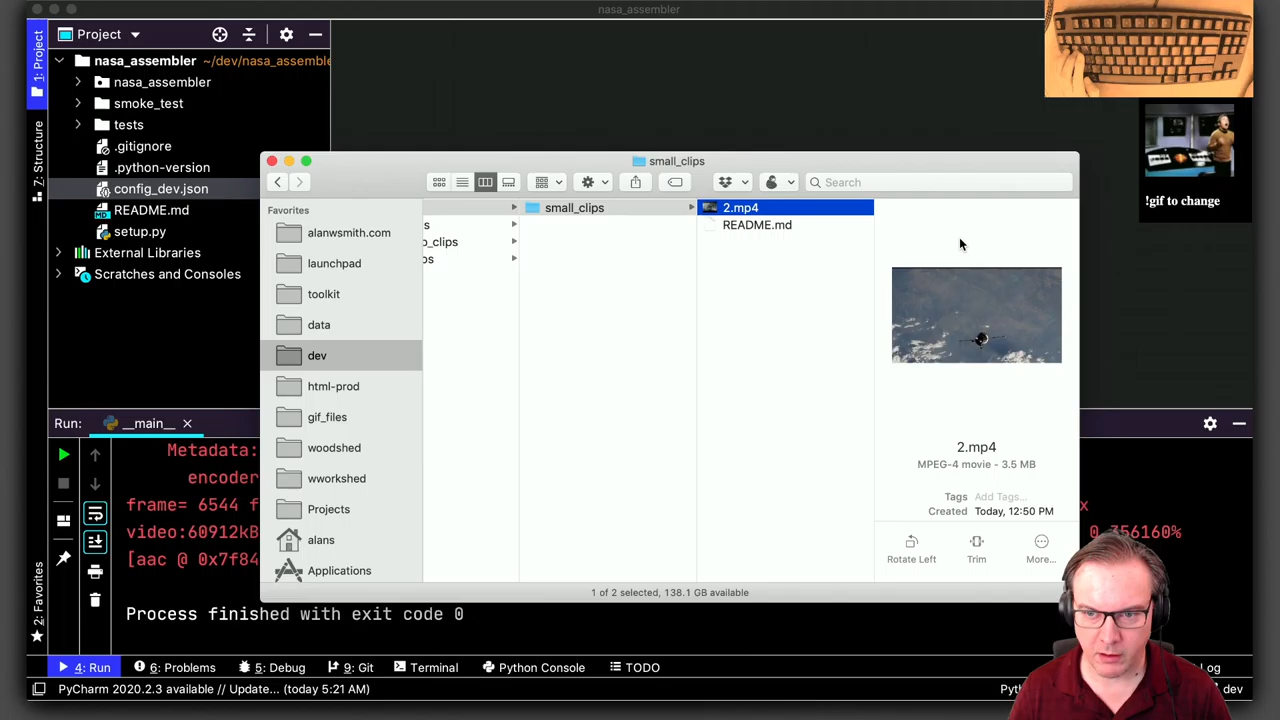 nasa_assembler
Project
1: Project
nasa_assembler ~/dev/nasa_assemble
nasa_assembler
smoke_test
tests
.gitignore
.python-version
config_dev.json
README.md
setup.py
External Libraries
Scratches and Consoles
7: Structure
2: Favorites
!gif to change
small_clips
Search
Favorites
alanwsmith.com
launchpad
toolkit
data
dev
html-prod
gif_files
woodshed
wworkshed
Projects
alans
Applications
s
o_clips
os
small_clips
2.mp4
README.md
2.mp4
MPEG-4 movie - 3.5 MB
Tags Add Tags...
Created Today, 12:50 PM
Rotate Left Trim More...
1 of 2 selected, 138.1 GB available
Run: __main__
Metadata:
encoder
frame= 6544 f
x
video:60912kB
0.356160%
[aac @ 0x7f84
Process finished with exit code 0
4: Run 6: Problems 5: Debug 9: Git Terminal Python Console TODO
Log
PyCharm 2020.2.3 available // Update... (today 5:21 AM)
Pyth
dev